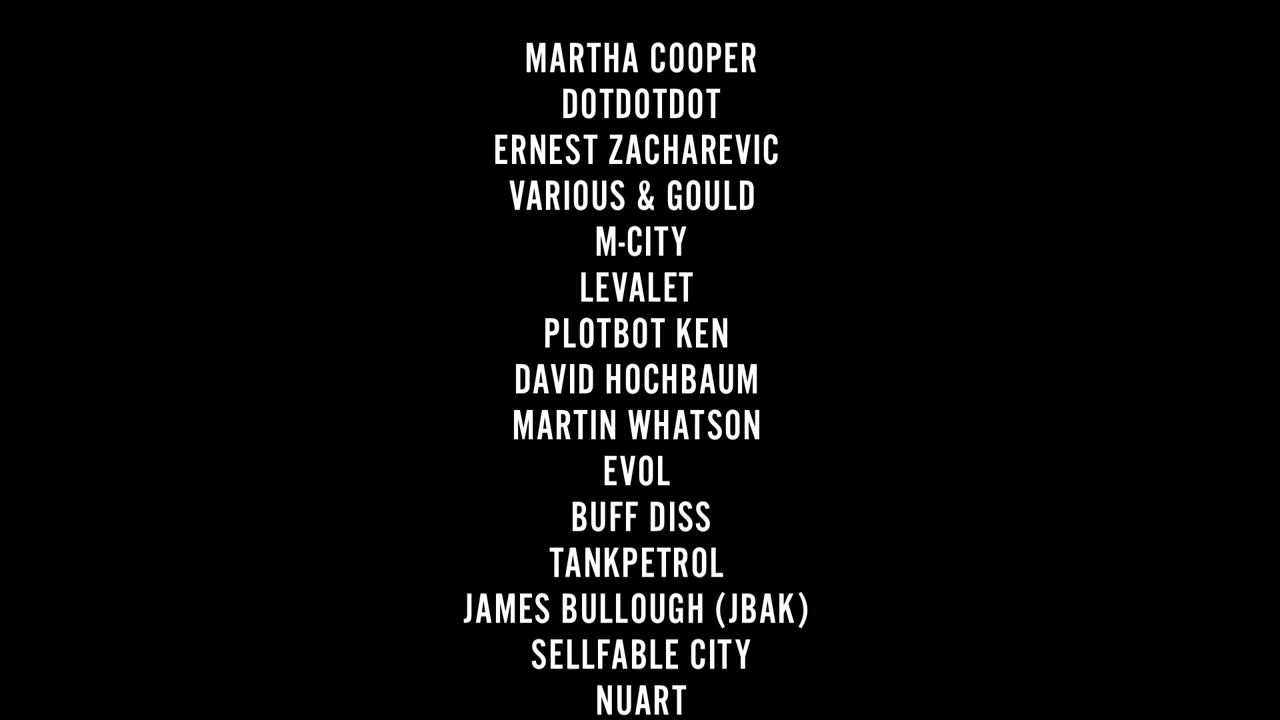 MARTHA COOPER
DOTDOTDOT
ERNEST ZACHAREVIC
VARIOUS & GOULD
M-CITY
LEVALET
PLOTBOT KEN
DAVID HOCHBAUM
MARTIN WHATSON
EVOL
BUFF DISS
TANKPETROL
JAMES BULLOUGH (JBAK)
SELLFABLE CITY
NUART